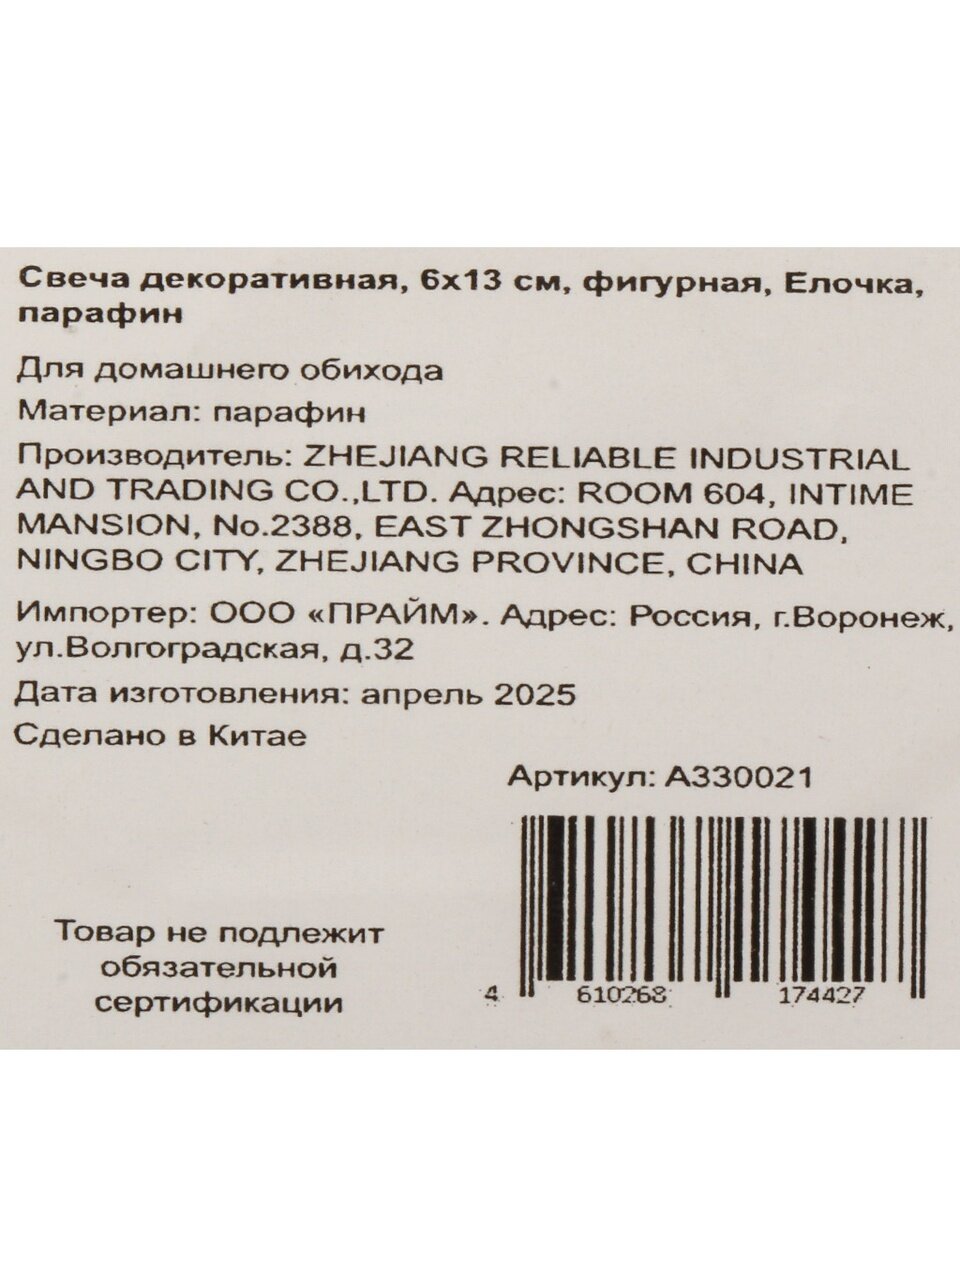 Свеча декоративная, 6х13 см, фигурная, Елочка,
парафин
Для домашнего обихода
Материал: парафин
Производитель: ZHEJIANG RELIABLE INDUSTRIAL
AND TRADING CO.,LTD. Адрес: ROOM 604, INTIME
MANSION, No.2388, EAST ZHONGSHAN ROAD,
NINGBO CITY, ZHEJIANG PROVINCE, CHINA
Импортер: ООО «ПРАЙМ». Адрес: Россия, г.Воронеж,
ул.Волгоградская, д.32
Дата изготовления: апрель 2025
Сделано в Китае
Артикул: А330021
Товар не подлежит
обязательной
сертификации
4 610268 174427